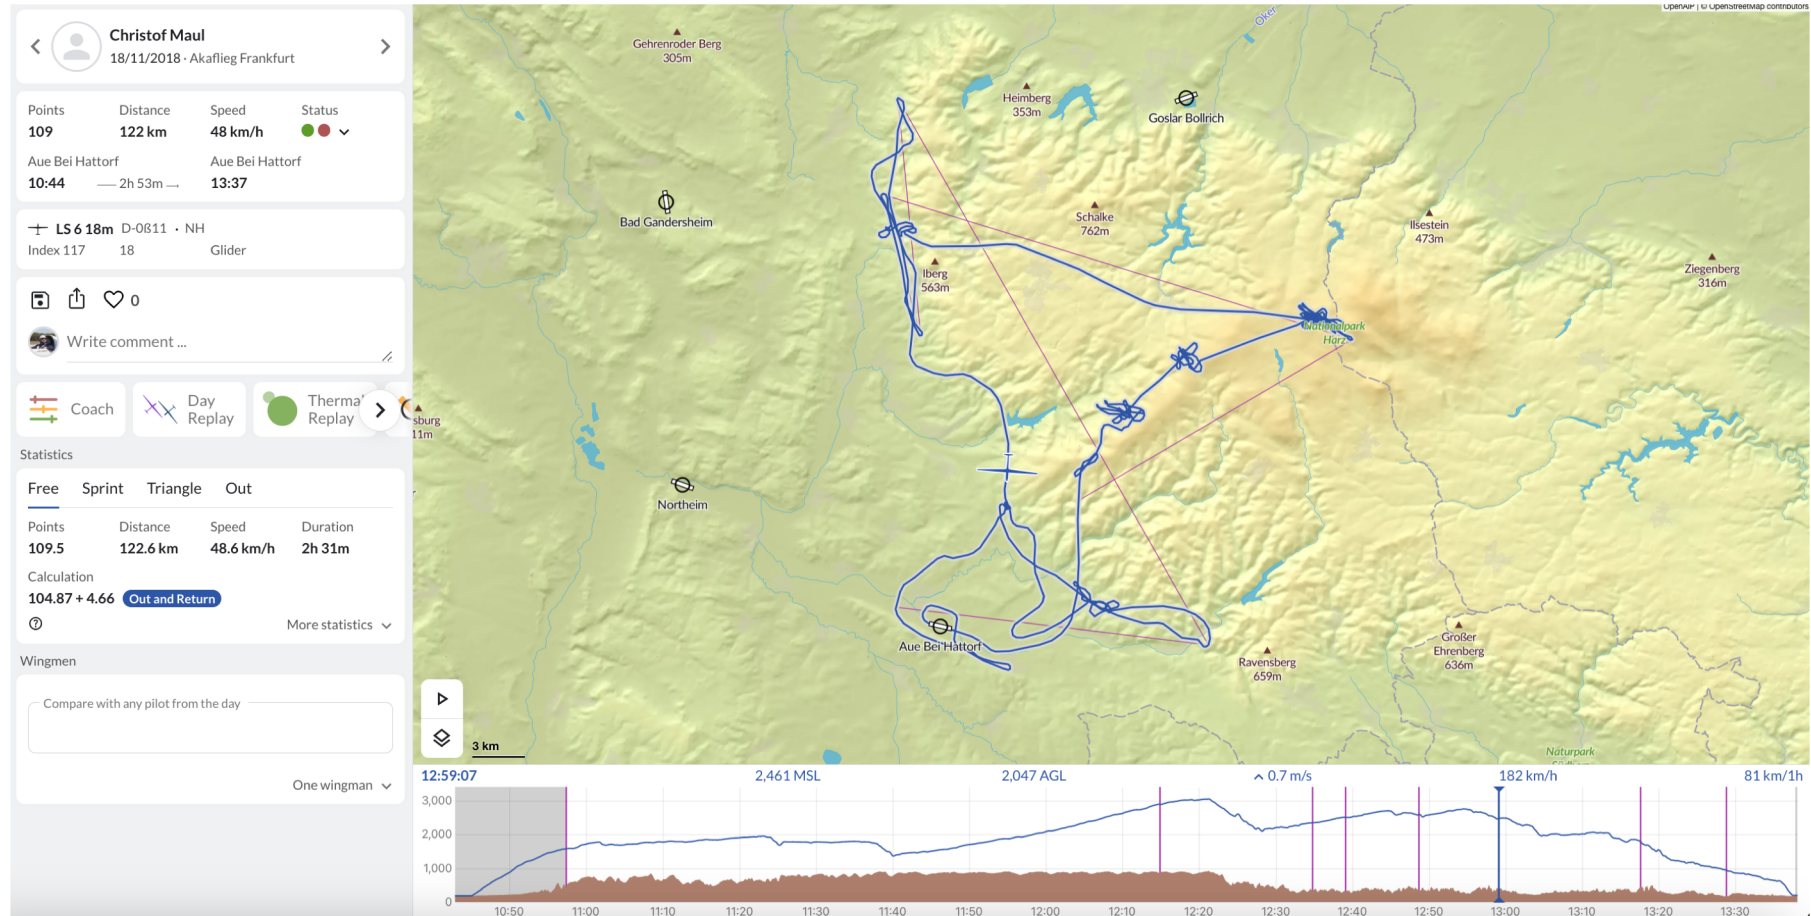 Christof Maul
18/11/2018 · Akaflieg Frankfurt
Points Distance Speed Status
109 122 km 48 km/h
Aue Bei Hattorf Aue Bei Hattorf
10:44 2h 53m 13:37
LS 6 18m D-0ß11 · NH
Index 117 18 Glider
0
Write comment ...
Coach
Day
Replay
Thermal
Replay
Statistics
Free Sprint Triangle Out
Points Distance Speed Duration
109.5 122.6 km 48.6 km/h 2h 31m
Calculation
104.87 + 4.66 Out and Return
More statistics
Wingmen
Compare with any pilot from the day
One wingman
OpenAIP | © OpenStreetMap contributors
Oker
Gehrenroder Berg
305m
Heimberg
353m
Goslar Bollrich
Bad Gandersheim
Schalke
762m
Ilsestein
473m
Iberg
563m
Ziegenberg
316m
Nationalpark
Harz
sburg
11m
Northeim
Aue Bei Hattorf
Ravensberg
659m
Großer
Ehrenberg
636m
Naturpark
3 km
12:59:07 2,461 MSL 2,047 AGL 0.7 m/s 182 km/h 81 km/1h
3,000
2,000
1,000
0
10:50 11:00 11:10 11:20 11:30 11:40 11:50 12:00 12:10 12:20 12:30 12:40 12:50 13:00 13:10 13:20 13:30